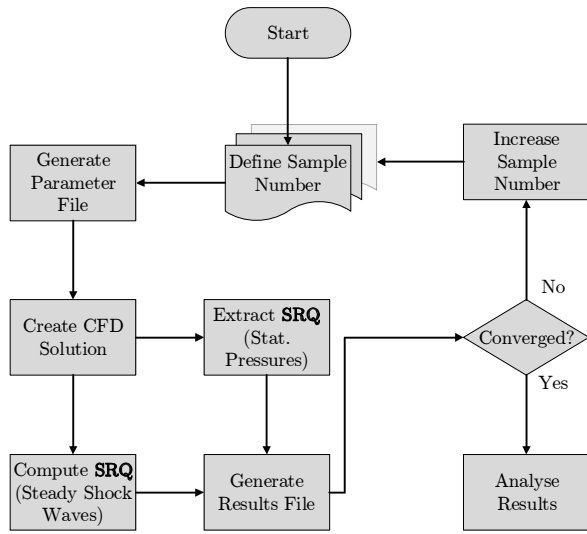 Start
Define Sample
Number
Increase
Sample
Number
Generate
Parameter
File
No
Create CFD
Solution
Extract SRQ
(Stat.
Pressures)
Converged?
Yes
Compute SRQ
(Steady Shock
Waves)
Generate
Results File
Analyse
Results